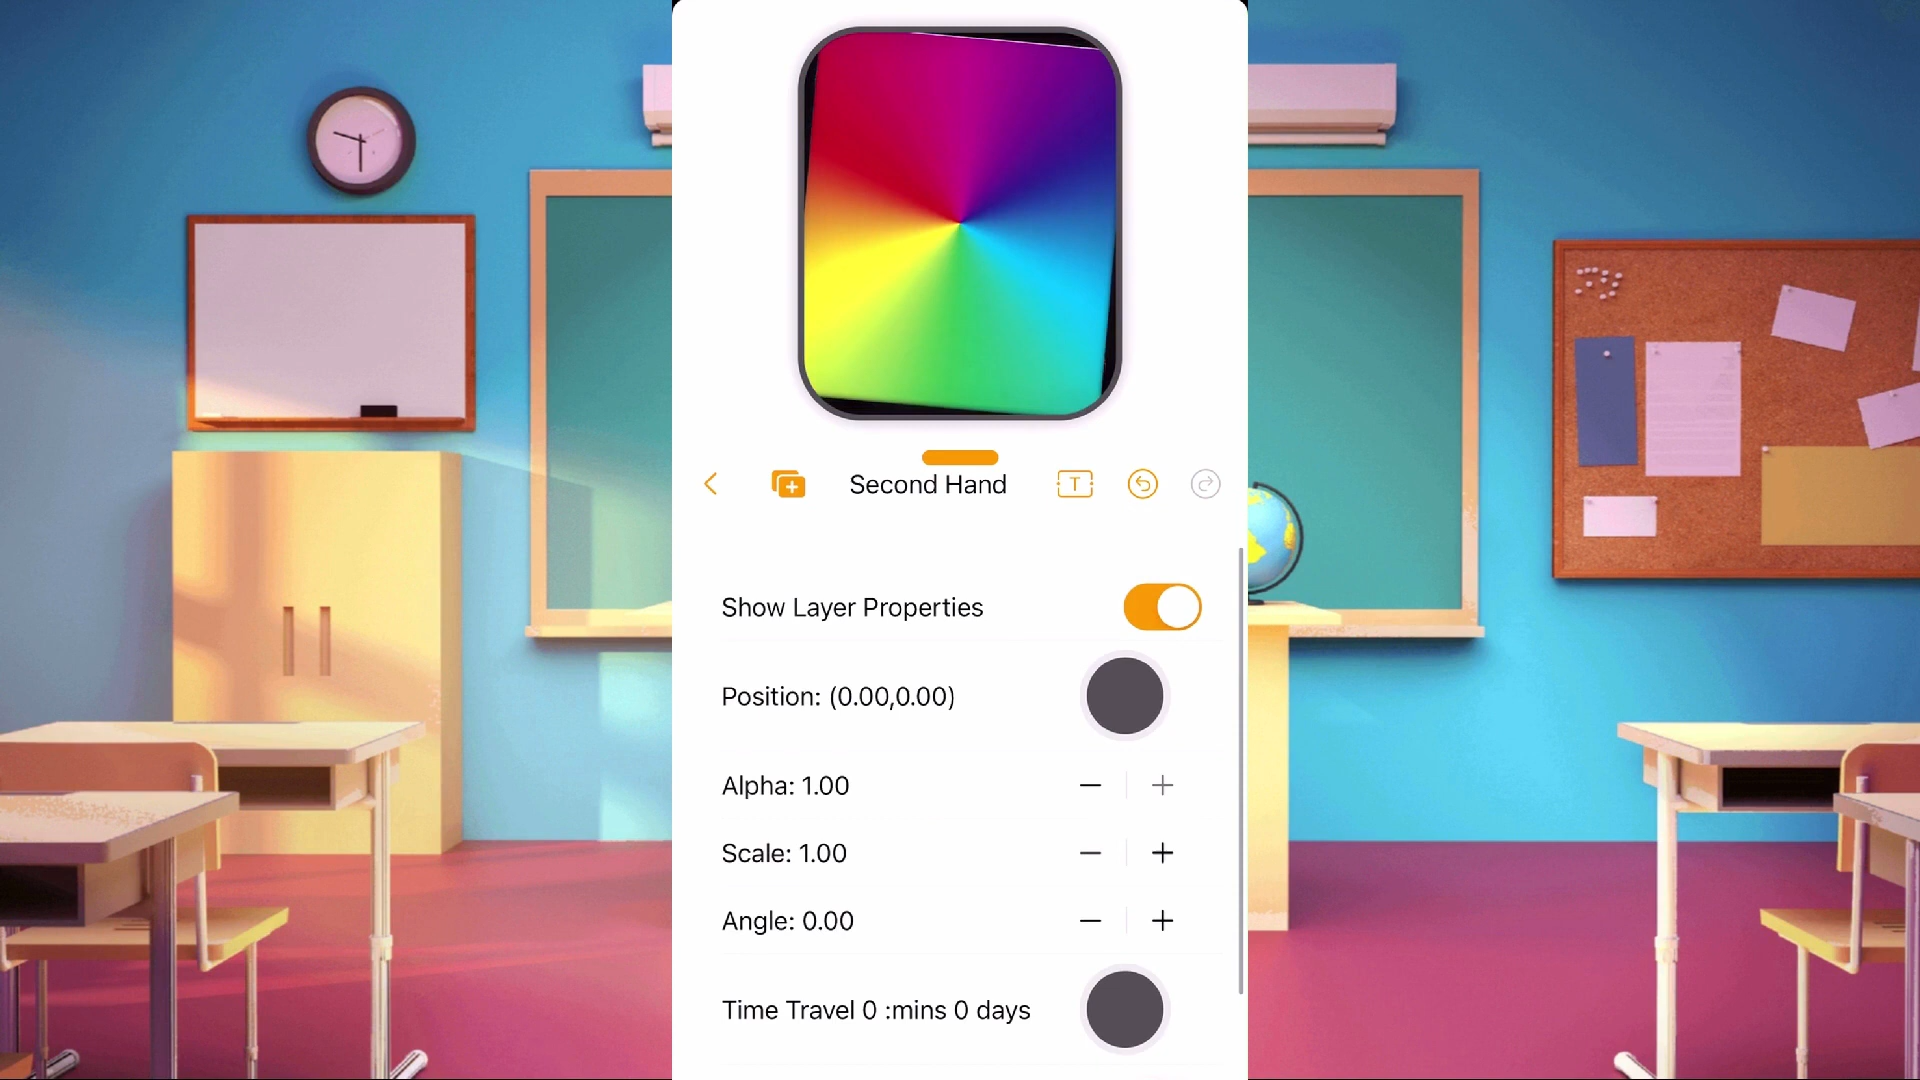 Second Hand
T
Show Layer Properties
Position: (0.00,0.00)
Alpha: 1.00
Scale: 1.00
Angle: 0.00
Time Travel 0 :mins 0 days